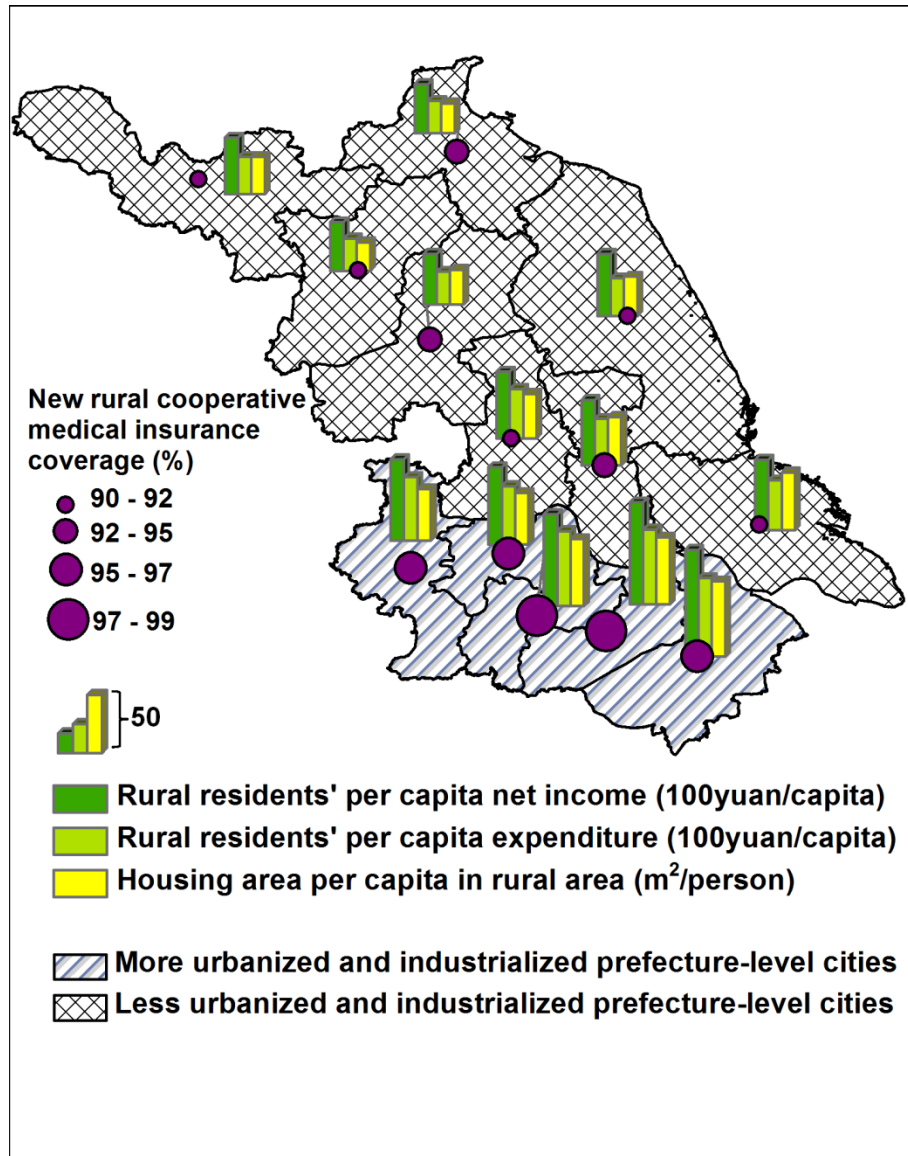 New rural cooperative
medical insurance
coverage (%)
90 - 92
92 - 95
95 - 97
97 - 99
50
Rural residents' per capita net income (100yuan/capita)
Rural residents' per capita expenditure (100yuan/capita)
Housing area per capita in rural area (m²/person)
More urbanized and industrialized prefecture-level cities
Less urbanized and industrialized prefecture-level cities